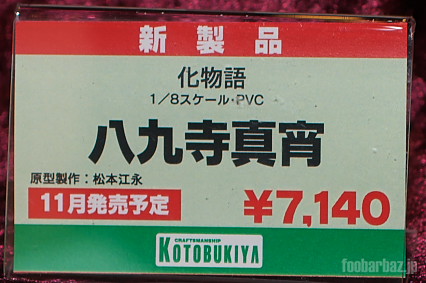 新製品
化物語
1／8スケール･PVC
八九寺真宵
原型製作：松本江永
11月発売予定
￥7,140
CRAFTSMANSHIP
KOTOBUKIYA
foobarbaz.jp